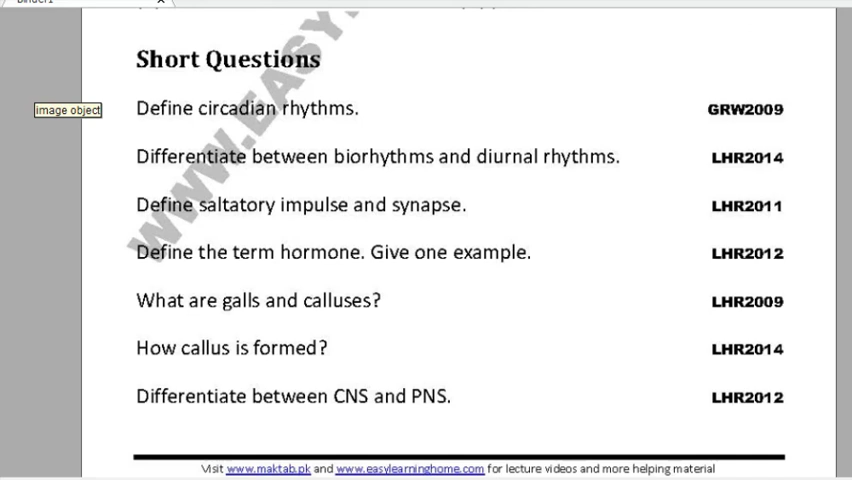 Short Questions
image object
Define circadian rhythms. GRW2009
Differentiate between biorhythms and diurnal rhythms. LHR2014
Define saltatory impulse and synapse. LHR2011
Define the term hormone. Give one example. LHR2012
What are galls and calluses? LHR2009
How callus is formed? LHR2014
Differentiate between CNS and PNS. LHR2012
Visit www.maktab.pk and www.easylearninghome.com for lecture videos and more helping material
WWW.EASY